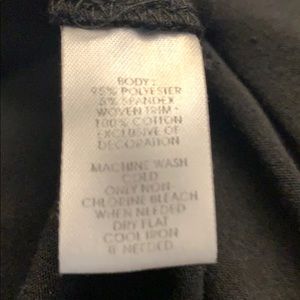 BODY:
95% POLYESTER
5% SPANDEX
WOVEN TRIM-
100% COTTON
EXCLUSIVE OF
DECORATION
MACHINE WASH
COLD
ONLY NON-
CHLORINE BLEACH
WHEN NEEDED
DRY FLAT
COOL IRON
IF NEEDED